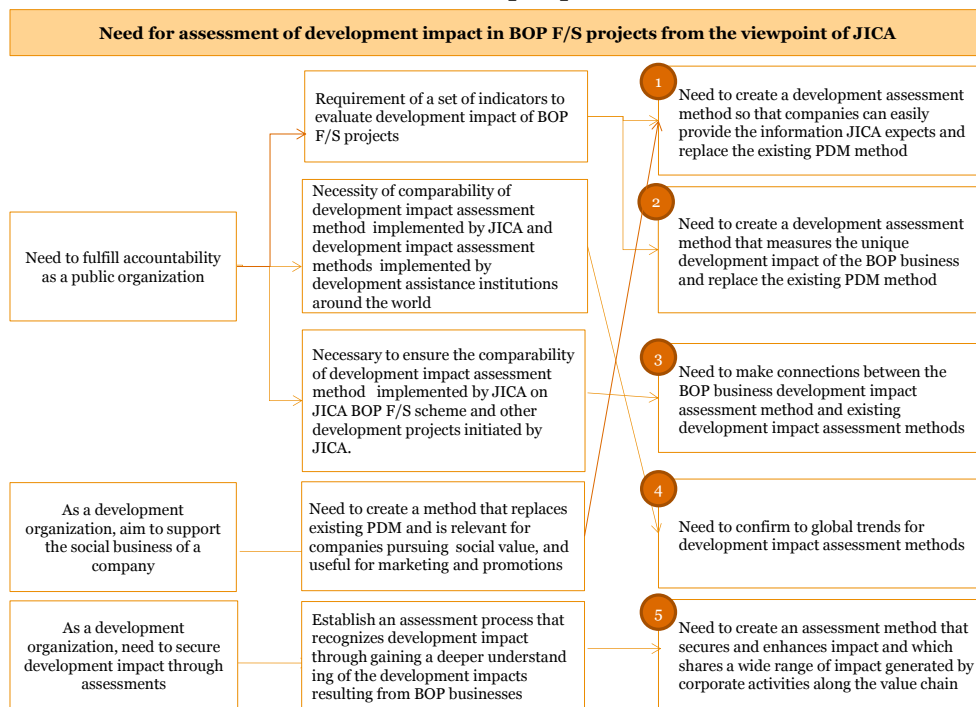 Need for assessment of development impact in BOP F/S projects from the viewpoint of JICA
Need to fulfill accountability
as a public organization
As a development
organization, aim to support
the social business of a
company
As a development
organization, need to secure
development impact through
assessments
Requirement of a set of indicators to
evaluate development impact of BOP
F/S projects
Necessity of comparability of
development impact assessment
method implemented by JICA and
development impact assessment
methods implemented by
development assistance institutions
around the world
Necessary to ensure the comparability
of development impact assessment
method implemented by JICA on
JICA BOP F/S scheme and other
development projects initiated by
JICA.
Need to create a method that replaces
existing PDM and is relevant for
companies pursuing social value, and
useful for marketing and promotions
Establish an assessment process that
recognizes development impact
through gaining a deeper understand
ing of the development impacts
resulting from BOP businesses
1
Need to create a development assessment
method so that companies can easily
provide the information JICA expects and
replace the existing PDM method
2
Need to create a development assessment
method that measures the unique
development impact of the BOP business
and replace the existing PDM method
3
Need to make connections between the
BOP business development impact
assessment method and existing
development impact assessment methods
4
Need to confirm to global trends for
development impact assessment methods
5
Need to create an assessment method that
secures and enhances impact and which
shares a wide range of impact generated by
corporate activities along the value chain